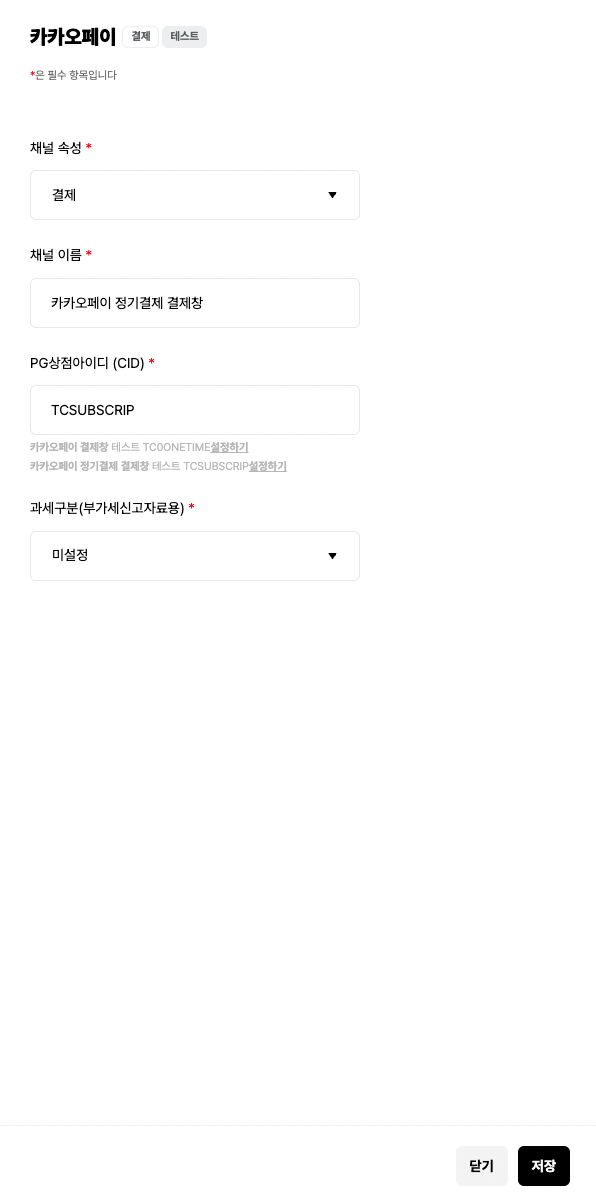 카카오페이 결제 테스트
*은 필수 항목입니다
채널 속성 *
결제
채널 이름 *
카카오페이 정기결제 결제창
PG상점아이디 (CID) *
TCSUBSCRIP
카카오페이 결제창 테스트 TC0ONETIME설정하기
카카오페이 정기결제 결제창 테스트 TCSUBSCRIP설정하기
과세구분(부가세신고자료용) *
미설정
닫기 저장